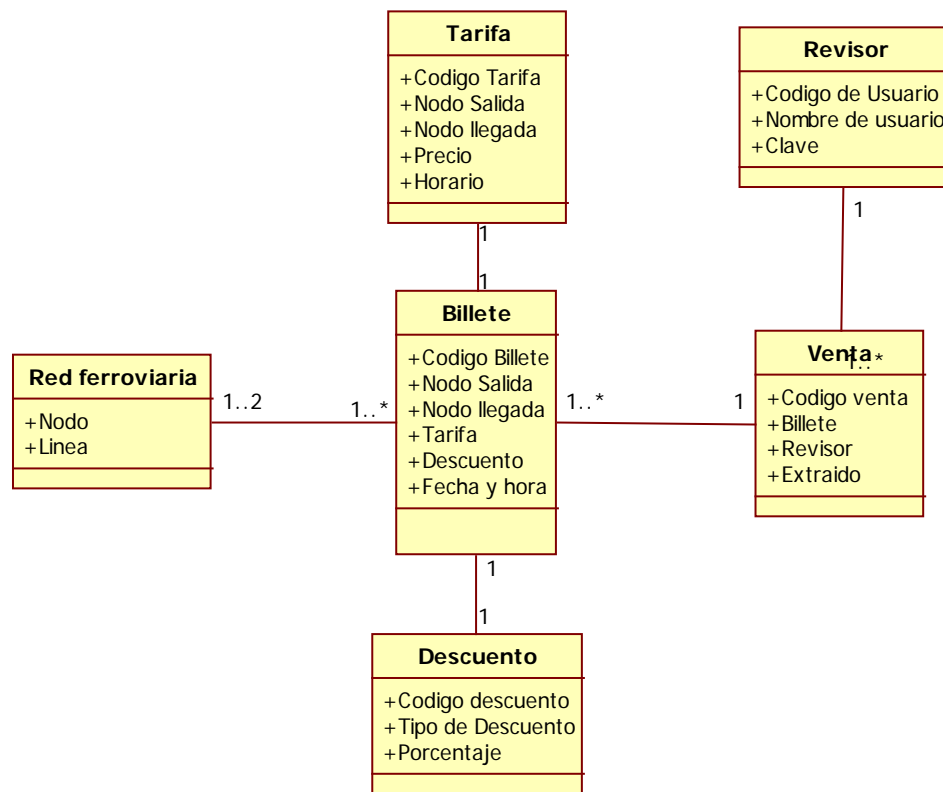 Tarifa
+Codigo Tarifa
+Nodo Salida
+Nodo llegada
+Precio
+Horario
1
1
Revisor
+Codigo de Usuario
+Nombre de usuario
+Clave
1
Billete
+Codigo Billete
+Nodo Salida
+Nodo llegada
+Tarifa
+Descuento
+Fecha y hora
Red ferroviaria
+Nodo
+Linea
1..2
1..*
1..*
1
Venta
1..*
+Codigo venta
+Billete
+Revisor
+Extraido
1
1
Descuento
+Codigo descuento
+Tipo de Descuento
+Porcentaje